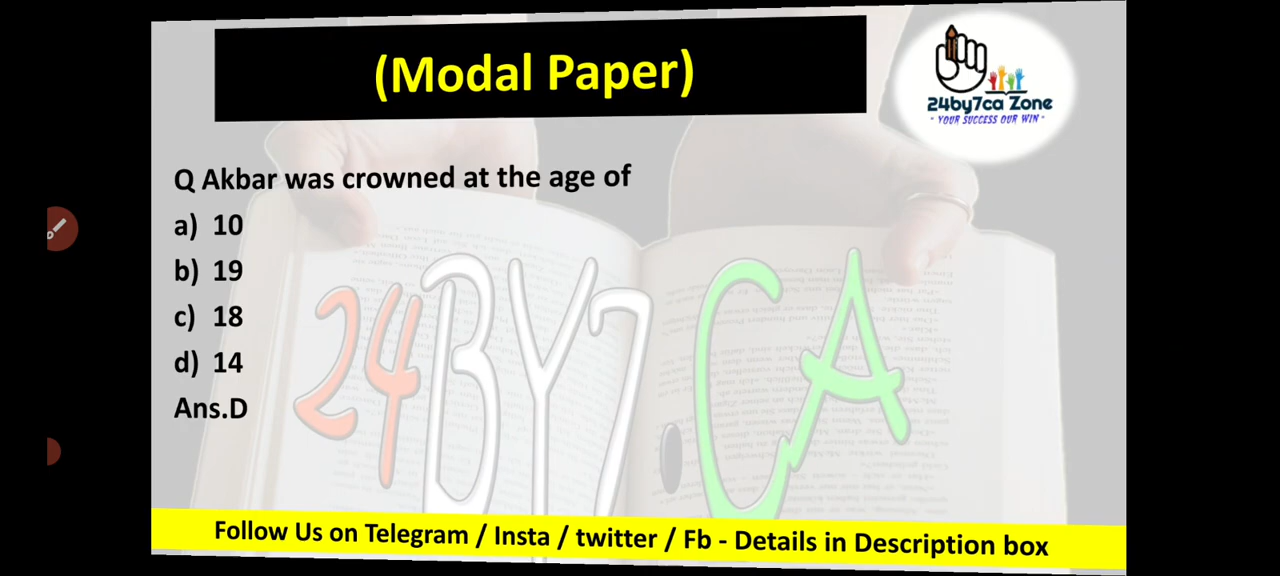 (Modal Paper)
24by7ca Zone
- YOUR SUCCESS OUR WIN -
Q Akbar was crowned at the age of
a) 10
b) 19
c) 18
d) 14
Ans.D
24BY7.CA
Follow Us on Telegram / Insta / twitter / Fb - Details in Description box